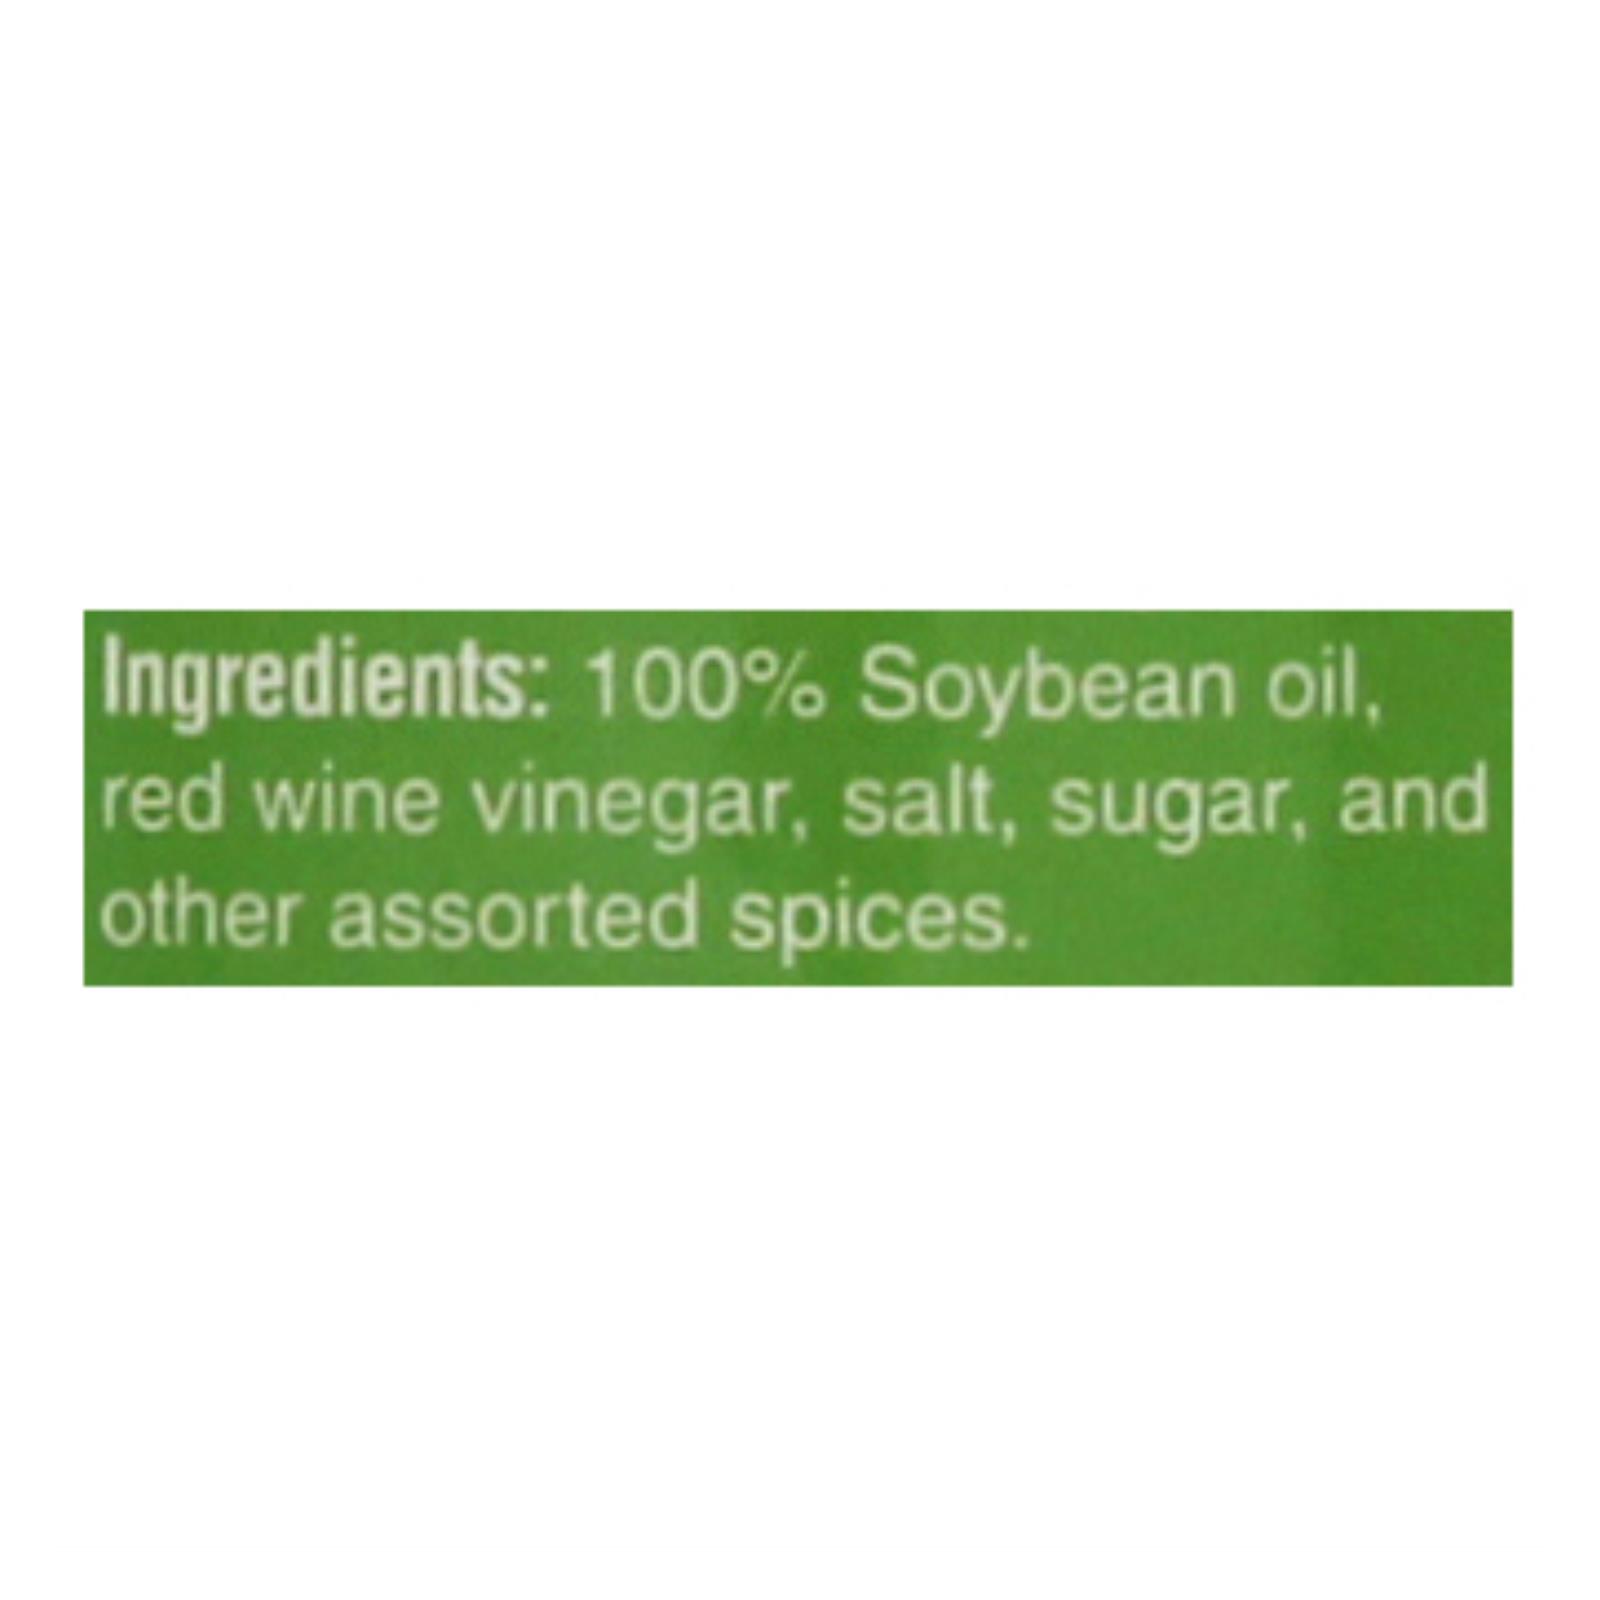 Ingredients: 100% Soybean oil,
red wine vinegar, salt, sugar, and
other assorted spices.